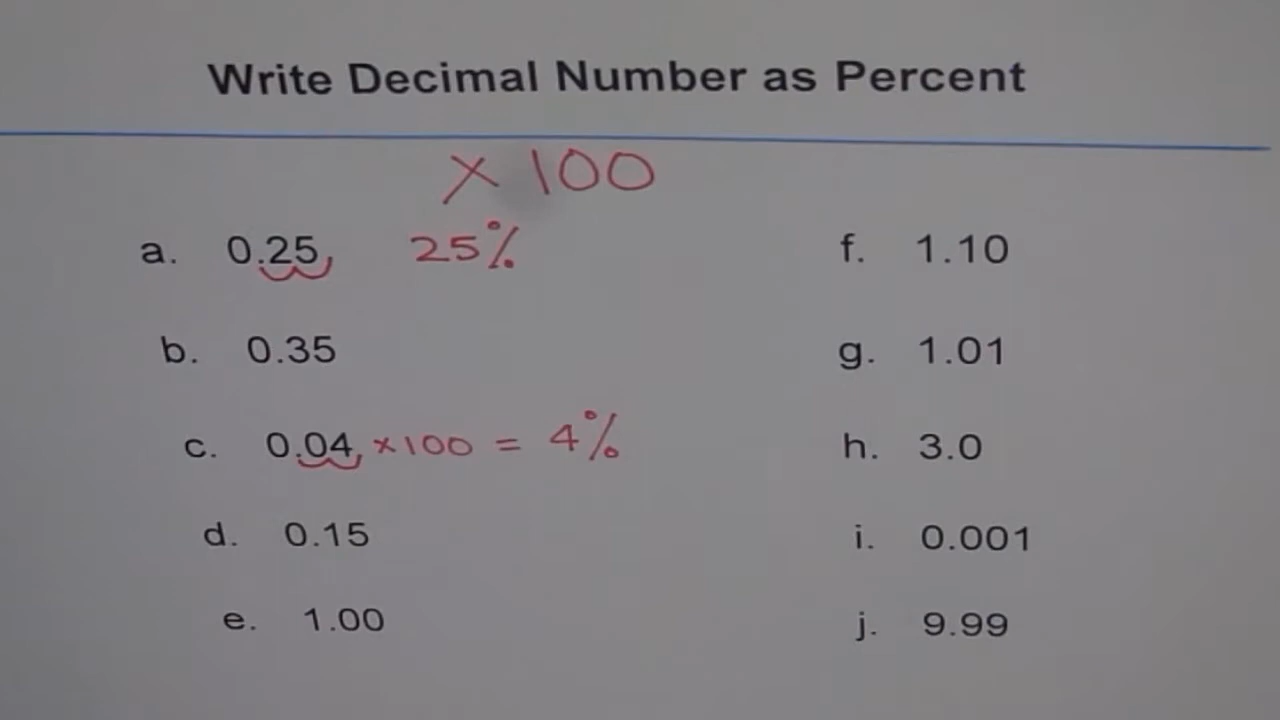 Write Decimal Number as Percent
× 100
a. 0.25, 25%
f. 1.10
b. 0.35
g. 1.01
c. 0.04, ×100 = 4%
h. 3.0
d. 0.15
i. 0.001
e. 1.00
j. 9.99